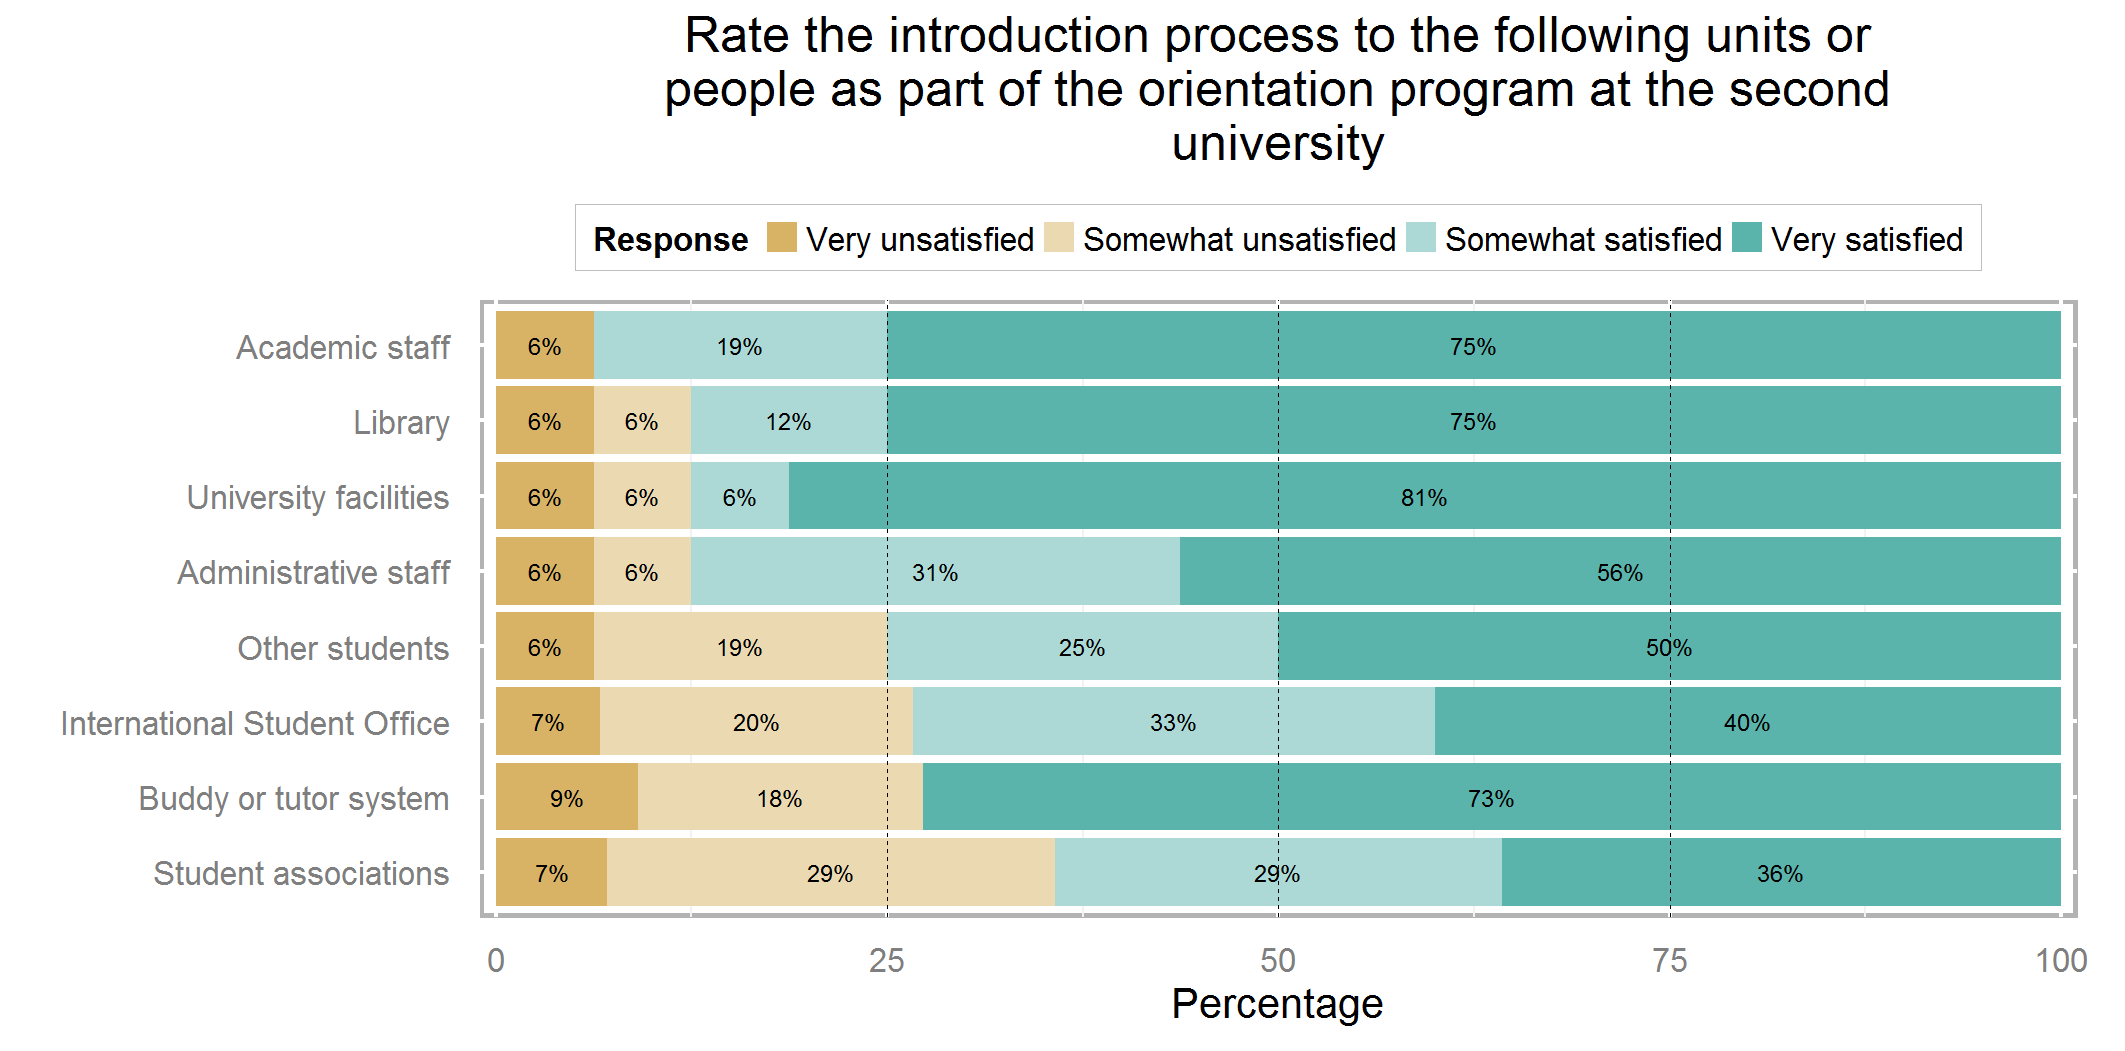 Rate the introduction process to the following units or
people as part of the orientation program at the second
university
Response Very unsatisfied Somewhat unsatisfied Somewhat satisfied Very satisfied
Academic staff 6% 19% 75%
Library 6% 6% 12% 75%
University facilities 6% 6% 6% 81%
Administrative staff 6% 6% 31% 56%
Other students 6% 19% 25% 50%
International Student Office 7% 20% 33% 40%
Buddy or tutor system 9% 18% 73%
Student associations 7% 29% 29% 36%
0 25 50 75 100
Percentage